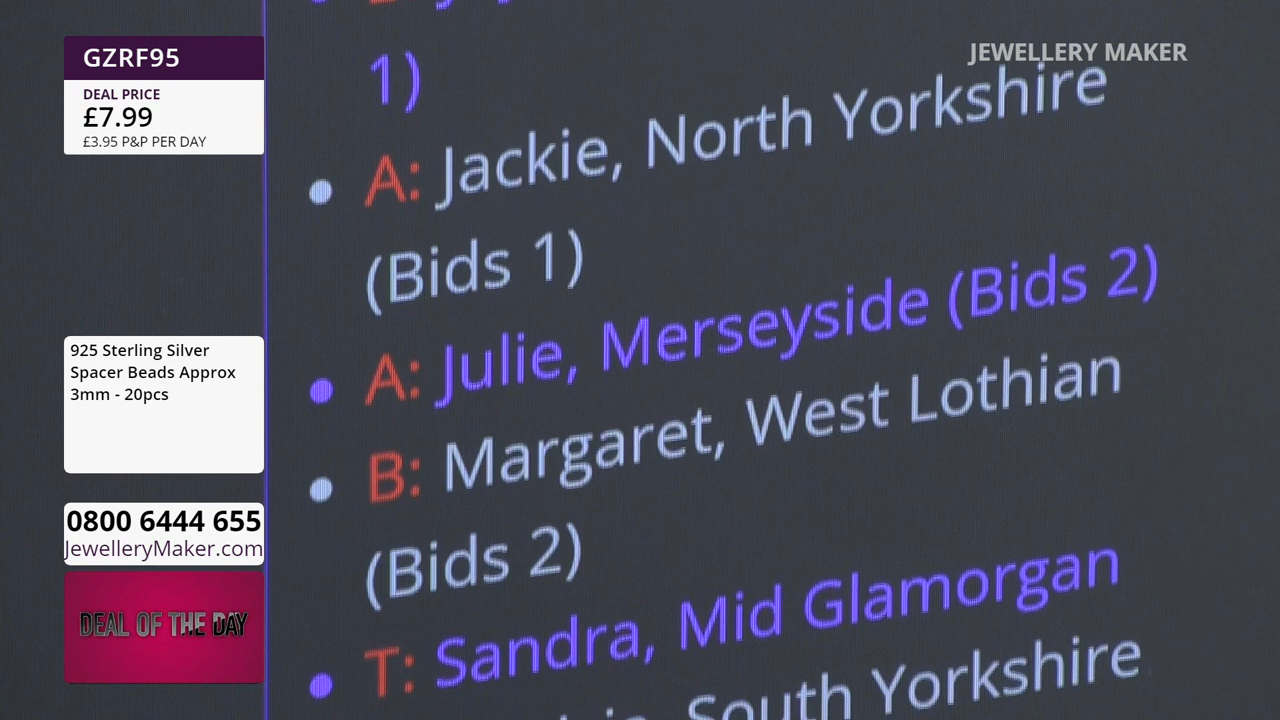 GZRF95
DEAL PRICE
£7.99
£3.95 P&P PER DAY
925 Sterling Silver
Spacer Beads Approx
3mm - 20pcs
0800 6444 655
JewelleryMaker.com
DEAL OF THE DAY
JEWELLERY MAKER
1)
A: Jackie, North Yorkshire
(Bids 1)
A: Julie, Merseyside (Bids 2)
B: Margaret, West Lothian
(Bids 2)
T: Sandra, Mid Glamorgan
South Yorkshire